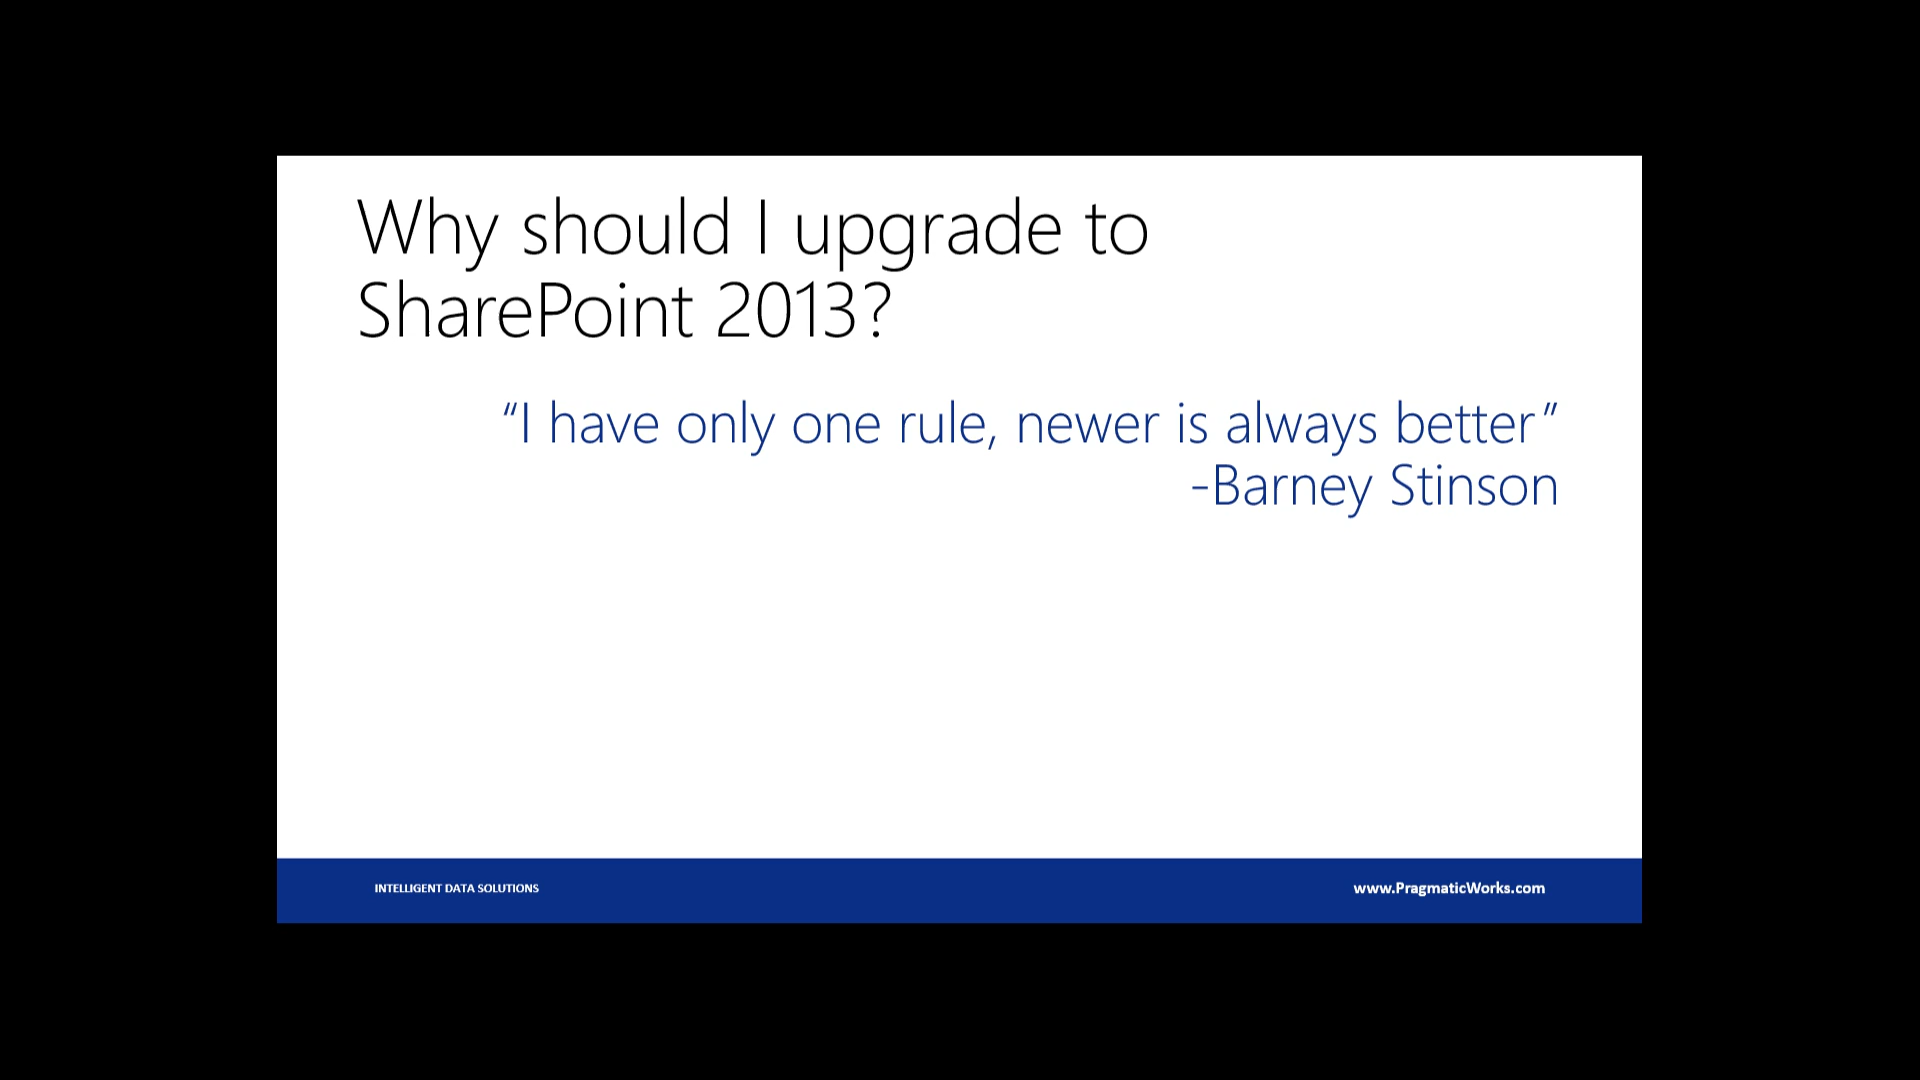 Why should I upgrade to
SharePoint 2013?
“I have only one rule, newer is always better”
-Barney Stinson
INTELLIGENT DATA SOLUTIONS
www.PragmaticWorks.com